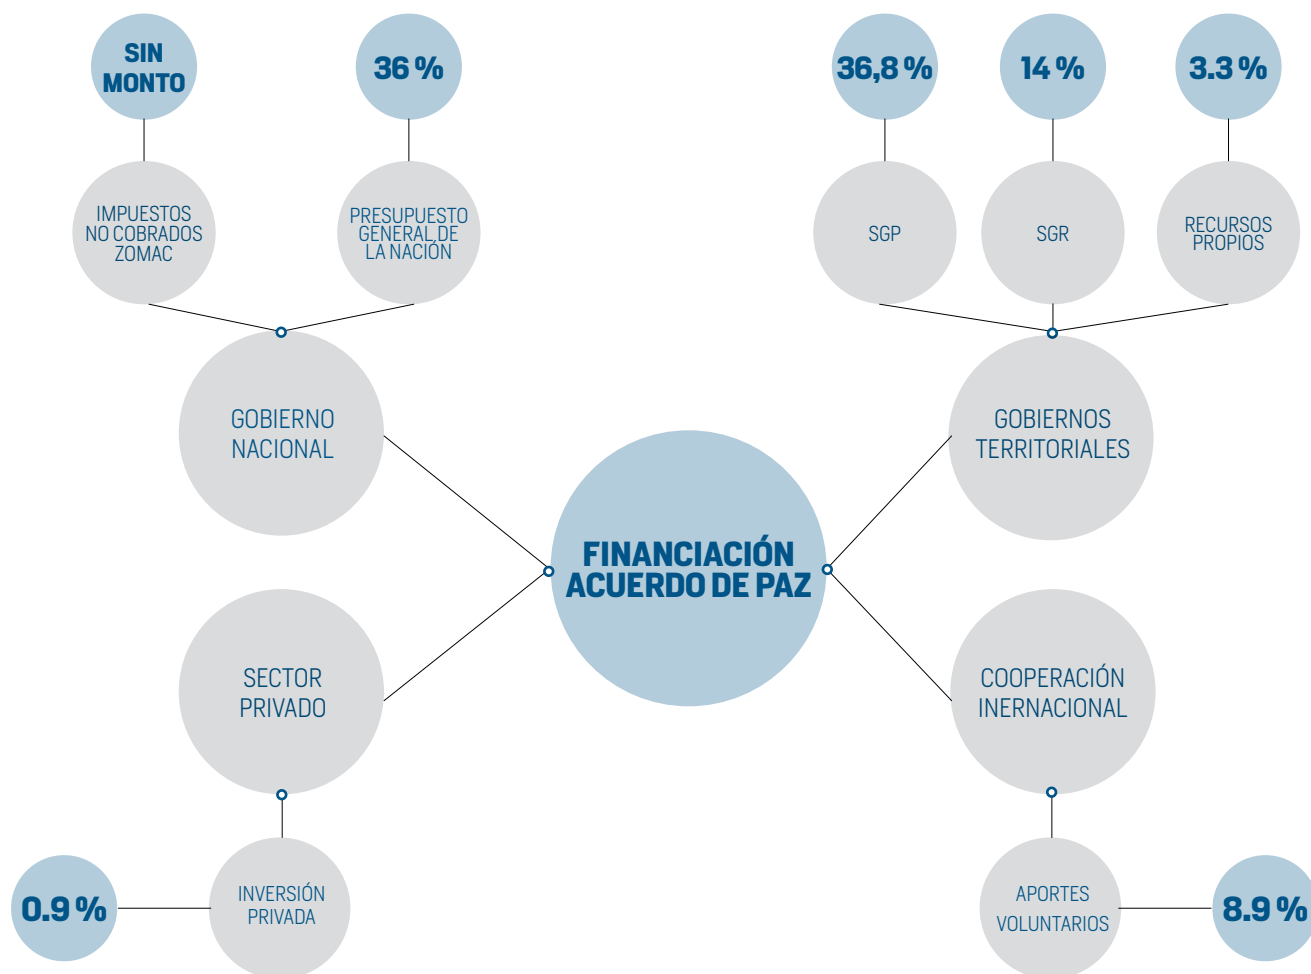 SIN
MONTO
36 %
36,8 %
14 %
3.3 %
IMPUESTOS
NO COBRADOS
ZOMAC
PRESUPUESTO
GENERAL DE
LA NACIÓN
SGP
SGR
RECURSOS
PROPIOS
GOBIERNO
NACIONAL
GOBIERNOS
TERRITORIALES
FINANCIACIÓN
ACUERDO DE PAZ
SECTOR
PRIVADO
COOPERACIÓN
INERNACIONAL
0.9 %
INVERSIÓN
PRIVADA
APORTES
VOLUNTARIOS
8.9 %